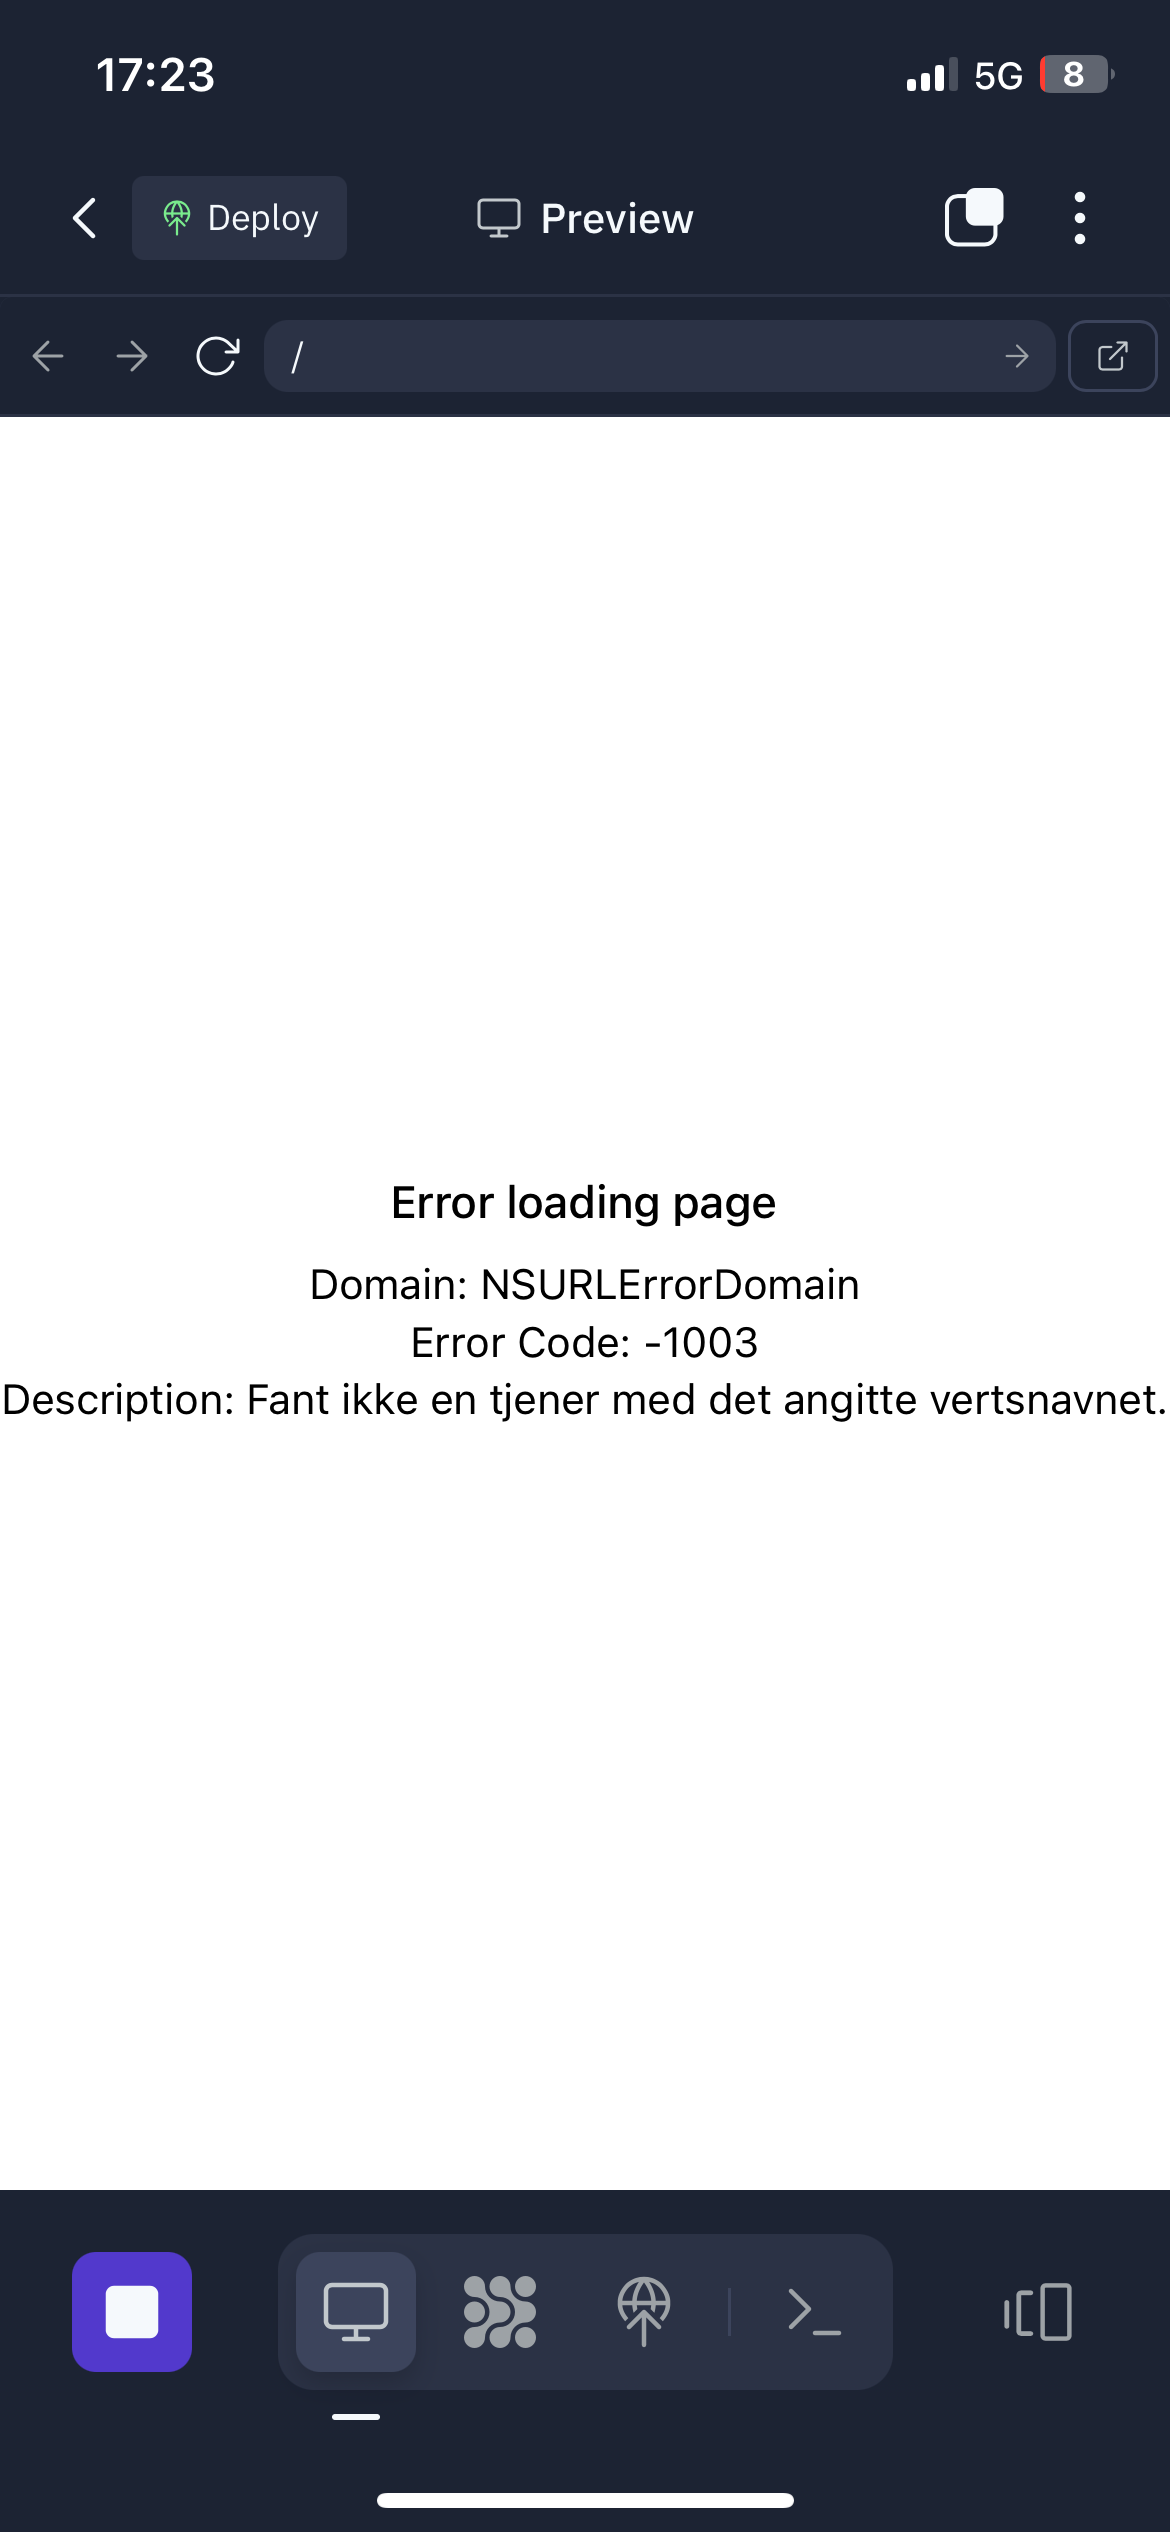 17:23
5G
8
Deploy
Preview
/
Error loading page
Domain: NSURLErrorDomain
Error Code: -1003
Description: Fant ikke en tjener med det angitte vertsnavnet.